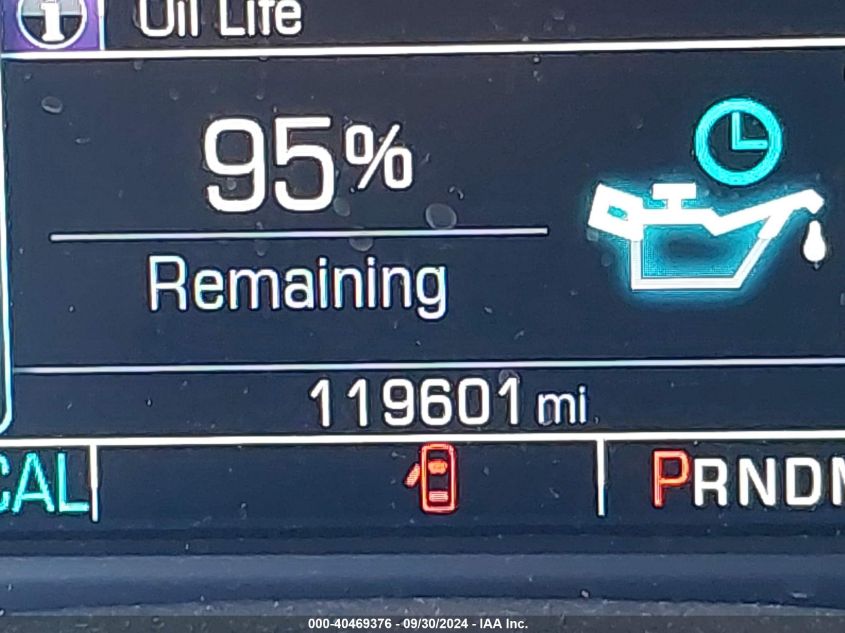 Oil Life
95%
Remaining
119601 mi
CAL
PRNDM
000-40469376 - 09/30/2024 - IAA Inc.